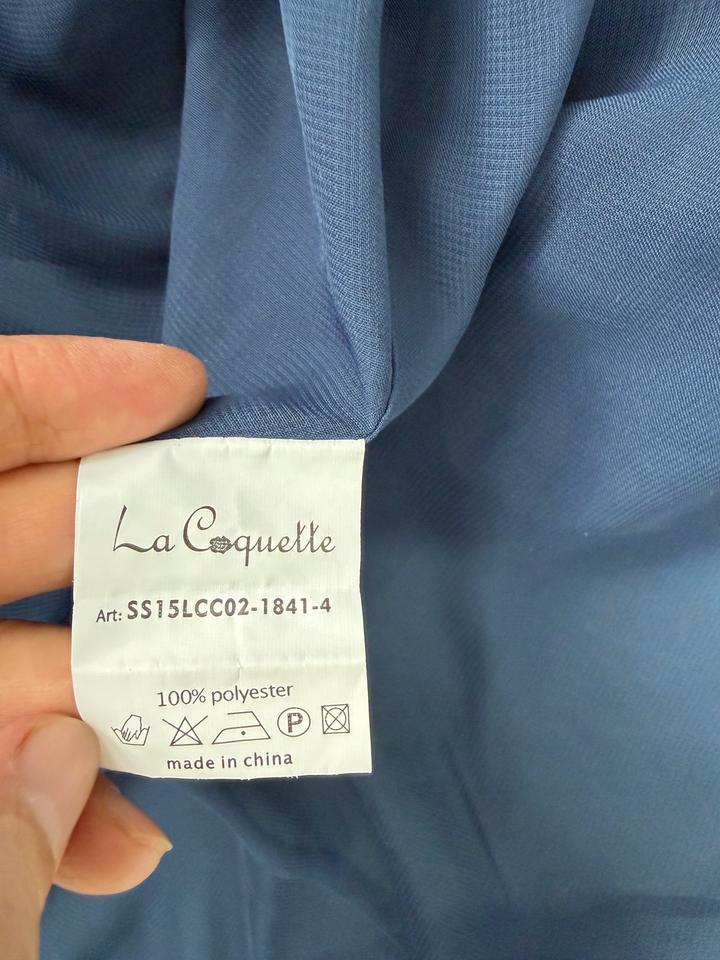 La Coquette
Art: SS15LCC02-1841-4
100% polyester
P
made in china